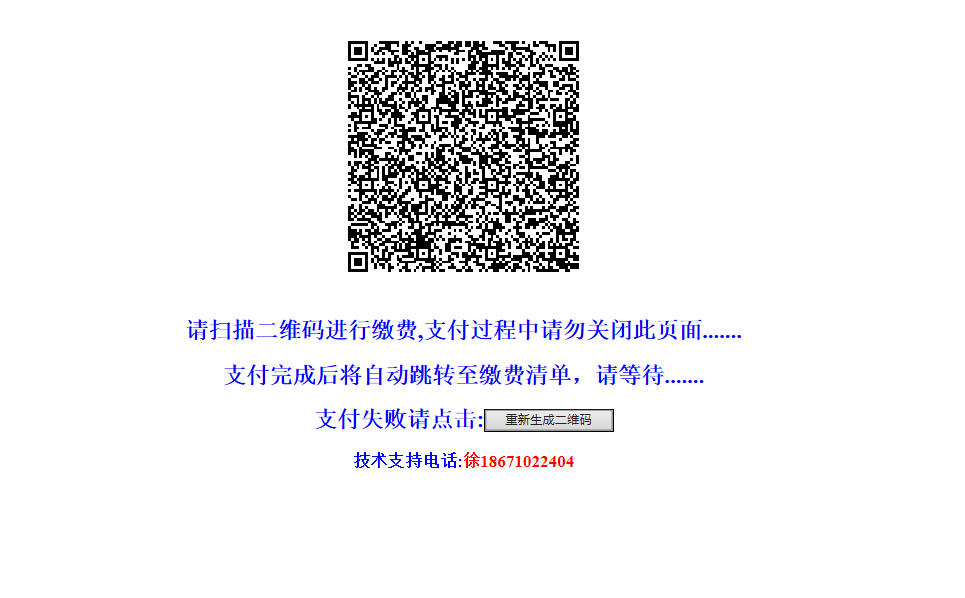 请扫描二维码进行缴费,支付过程中请勿关闭此页面.......
支付完成后将自动跳转至缴费清单，请等待.......
支付失败请点击:重新生成二维码
技术支持电话:徐18671022404